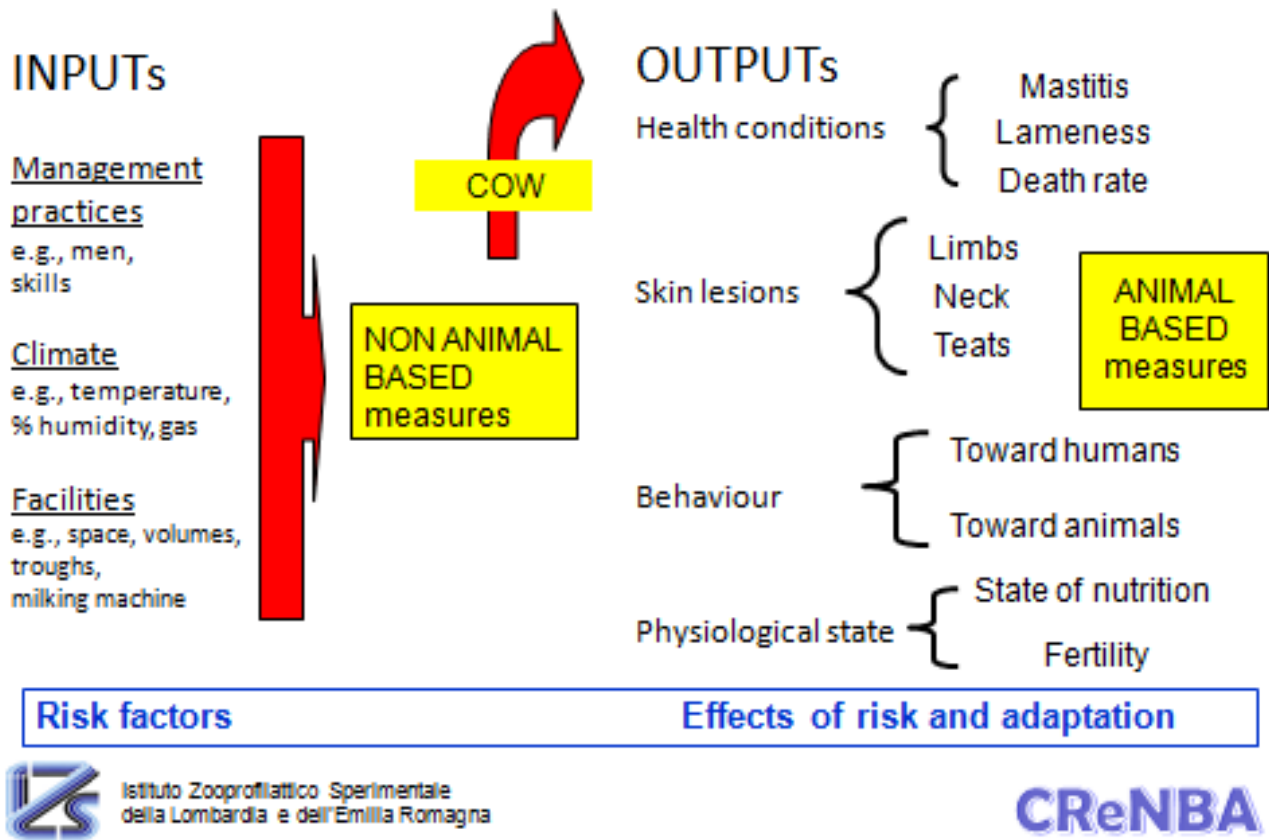 INPUTs
Management
practices
e.g., men,
skills
Climate
e.g., temperature,
% humidity, gas
Facilities
e.g., space, volumes,
troughs,
milking machine
COW
NON ANIMAL
BASED
measures
OUTPUTs
Health conditions
Mastitis
Lameness
Death rate
Skin lesions
Limbs
Neck
Teats
ANIMAL
BASED
measures
Behaviour
Toward humans
Toward animals
Physiological state
State of nutrition
Fertility
Risk factors
Effects of risk and adaptation
IZS
Istituto Zooprofilattico Sperimentale
della Lombardia e dell'Emilia Romagna
CReNBA